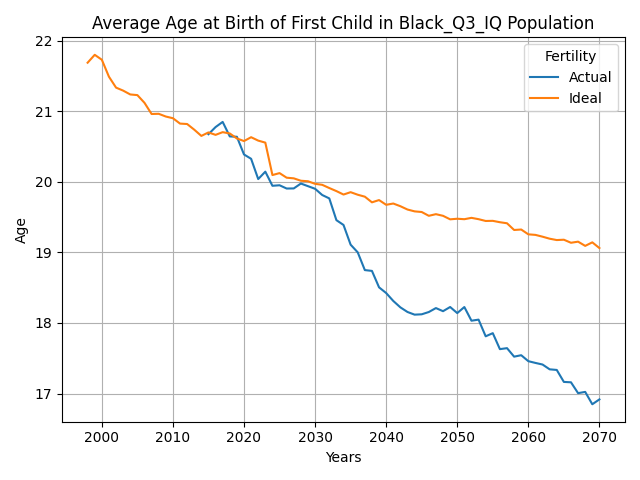 Average Age at Birth of First Child in Black_Q3_IQ Population
22
21
20
19
18
17
Age
Fertility
Actual
Ideal
2000 2010 2020 2030 2040 2050 2060 2070
Years